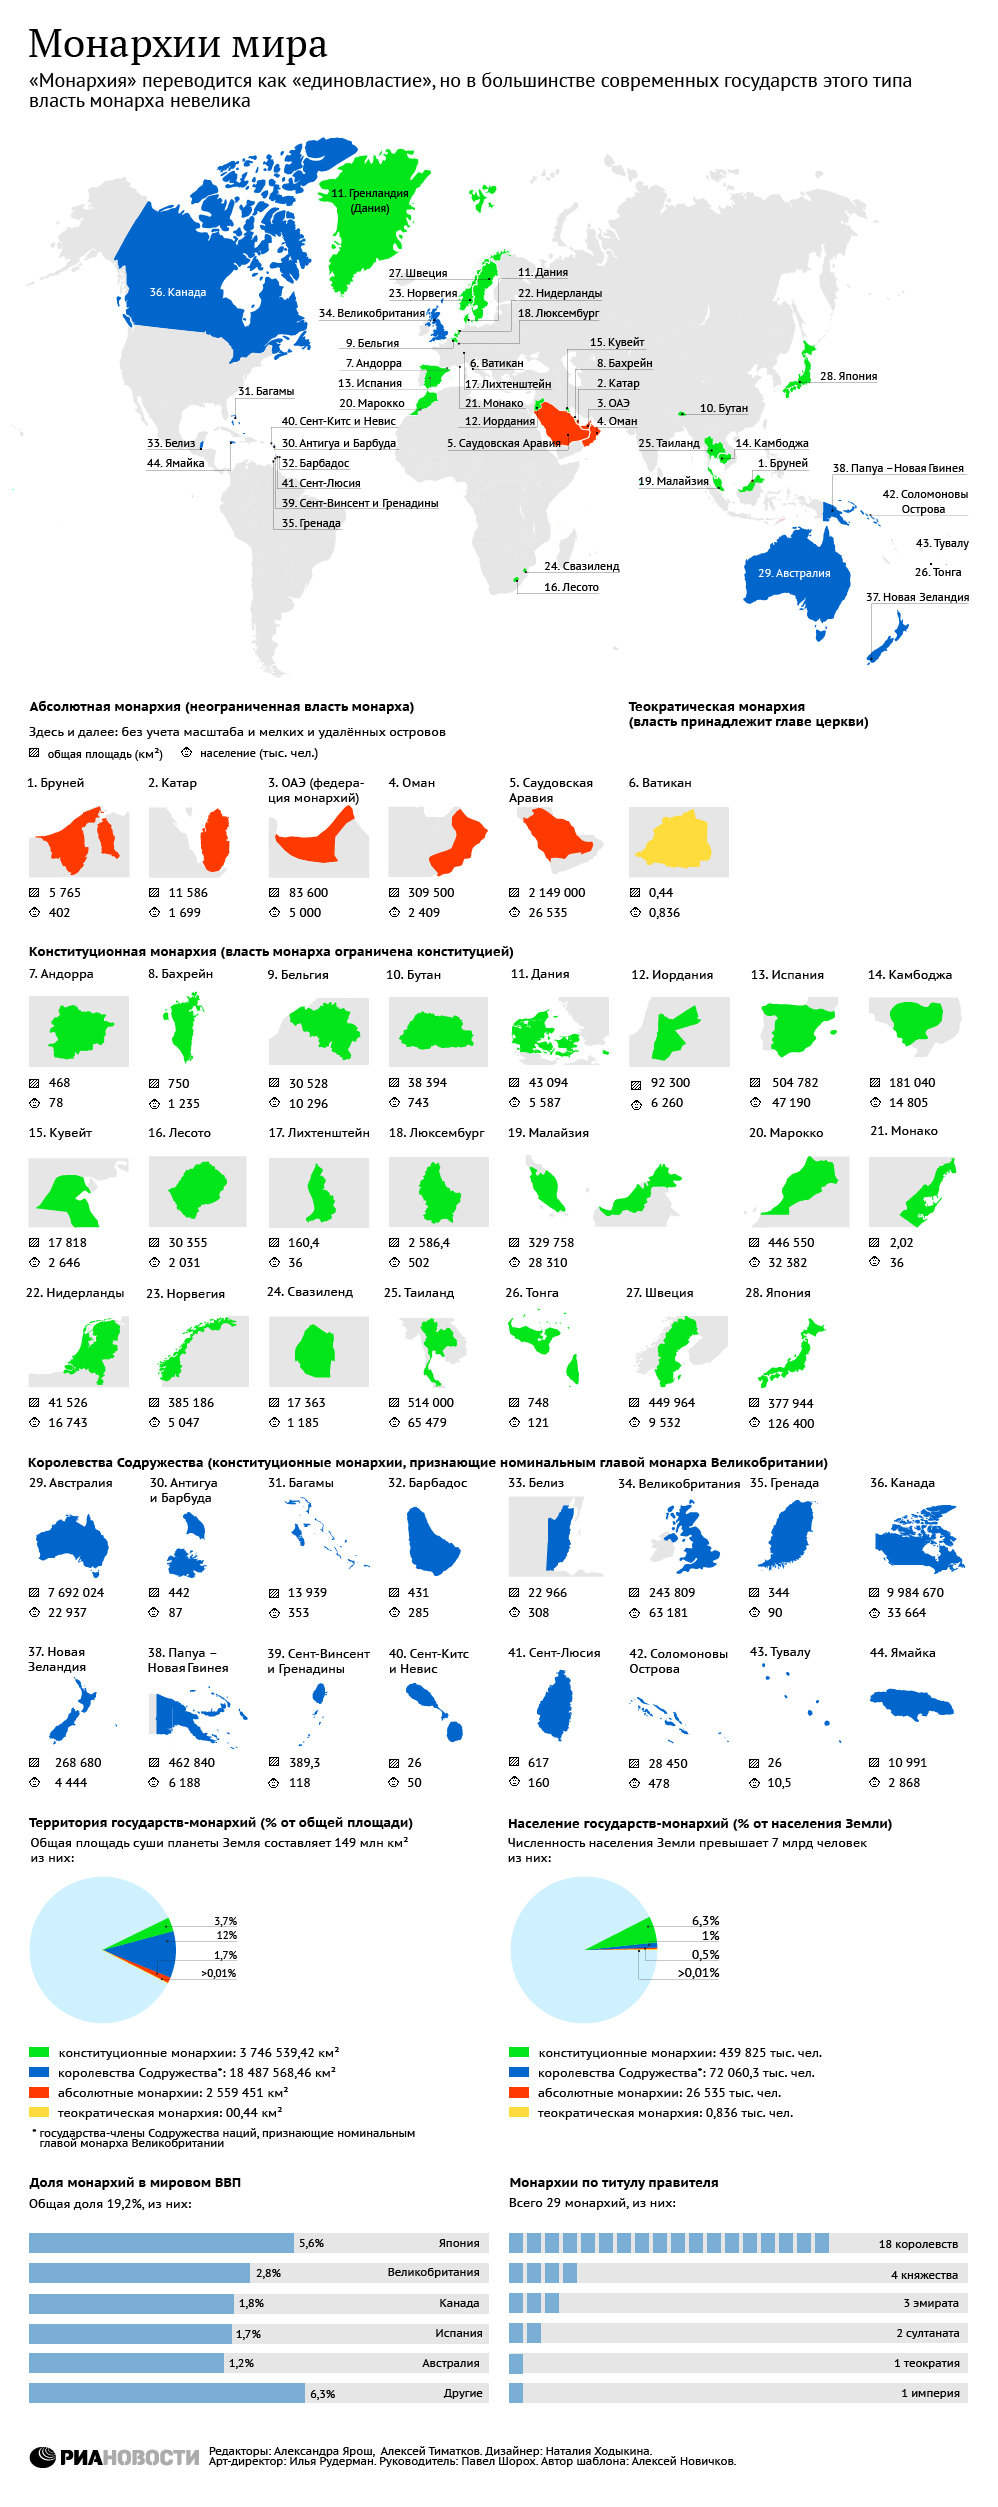 Монархии мира
«Монархия» переводится как «единовластие», но в большинстве современных государств этого типа
власть монарха невелика
11. Гренландия
(Дания)
36. Канада
27. Швеция
11. Дания
23. Норвегия
22. Нидерланды
34. Великобритания
18. Люксембург
9. Бельгия
15. Кувейт
7. Андорра
6. Ватикан
8. Бахрейн
28. Япония
13. Испания
17. Лихтенштейн
2. Катар
31. Багамы
20. Марокко
21. Монако
3. ОАЭ
10. Бутан
40. Сент-Китс и Невис
12. Иордания
4. Оман
33. Белиз
30. Антигуа и Барбуда
5. Саудовская Аравия
25. Таиланд
14. Камбоджа
44. Ямайка
32. Барбадос
1. Бруней
38. Папуа –Новая Гвинея
41. Сент-Люсия
19. Малайзия
42. Соломоновы
Острова
39. Сент-Винсент и Гренадины
35. Гренада
43. Тувалу
24. Свазиленд
29. Австралия
26. Тонга
16. Лесото
37. Новая Зеландия
Абсолютная монархия (неограниченная власть монарха)
Теократическая монархия
(власть принадлежит главе церкви)
Здесь и далее: без учета масштаба и мелких и удалённых островов
общая площадь (км²) население (тыс. чел.)
1. Бруней
2. Катар
3. ОАЭ (федера-
ция монархий)
4. Оман
5. Саудовская
Аравия
6. Ватикан
5 765 11 586 83 600 309 500 2 149 000 0,44
402 1 699 5 000 2 409 26 535 0,836
Конституционная монархия (власть монарха ограничена конституцией)
7. Андорра 8. Бахрейн 9. Бельгия 10. Бутан 11. Дания 12. Иордания 13. Испания 14. Камбоджа
468 750 30 528 38 394 43 094 92 300 504 782 181 040
78 1 235 10 296 743 5 587 6 260 47 190 14 805
15. Кувейт 16. Лесото 17. Лихтенштейн 18. Люксембург 19. Малайзия 20. Марокко 21. Монако
17 818 30 355 160,4 2 586,4 329 758 446 550 2,02
2 646 2 031 36 502 28 310 32 382 36
22. Нидерланды 23. Норвегия 24. Свазиленд 25. Таиланд 26. Тонга 27. Швеция 28. Япония
41 526 385 186 17 363 514 000 748 449 964 377 944
16 743 5 047 1 185 65 479 121 9 532 126 400
Королевства Содружества (конституционные монархии, признающие номинальным главой монарха Великобритании)
29. Австралия
30. Антигуа
и Барбуда
31. Багамы
32. Барбадос
33. Белиз
34. Великобритания
35. Гренада
36. Канада
7 692 024 442 13 939 431 22 966 243 809 344 9 984 670
22 937 87 353 285 308 63 181 90 33 664
37. Новая
Зеландия
38. Папуа –
Новая Гвинея
39. Сент-Винсент
и Гренадины
40. Сент-Китс
и Невис
41. Сент-Люсия
42. Соломоновы
Острова
43. Тувалу
44. Ямайка
268 680 462 840 389,3 26 617 28 450 26 10 991
4 444 6 188 118 50 160 478 10,5 2 868
Территория государств-монархий (% от общей площади)
Общая площадь суши планеты Земля составляет 149 млн км²
из них:
3,7%
12%
1,7%
>0,01%
конституционные монархии: 3 746 539,42 км²
королевства Содружества*: 18 487 568,46 км²
абсолютные монархии: 2 559 451 км²
теократическая монархия: 00,44 км²
* государства-члены Содружества наций, признающие номинальным
главой монарха Великобритании
Население государств-монархий (% от населения Земли)
Численность населения Земли превышает 7 млрд человек
из них:
6,3%
1%
0,5%
>0,01%
конституционные монархии: 439 825 тыс. чел.
королевства Содружества*: 72 060,3 тыс. чел.
абсолютные монархии: 26 535 тыс. чел.
теократическая монархия: 0,836 тыс. чел.
Доля монархий в мировом ВВП
Общая доля 19,2%, из них:
5,6% Япония
2,8% Великобритания
1,8% Канада
1,7% Испания
1,2% Австралия
6,3% Другие
Монархии по титулу правителя
Всего 29 монархий, из них:
18 королевств
4 княжества
3 эмирата
2 султаната
1 теократия
1 империя
РИАНОВОСТИ
Редакторы: Александра Ярош, Алексей Тиматков. Дизайнер: Наталия Ходыкина.
Арт-директор: Илья Рудерман. Руководитель: Павел Шорох. Автор шаблона: Алексей Новичков.